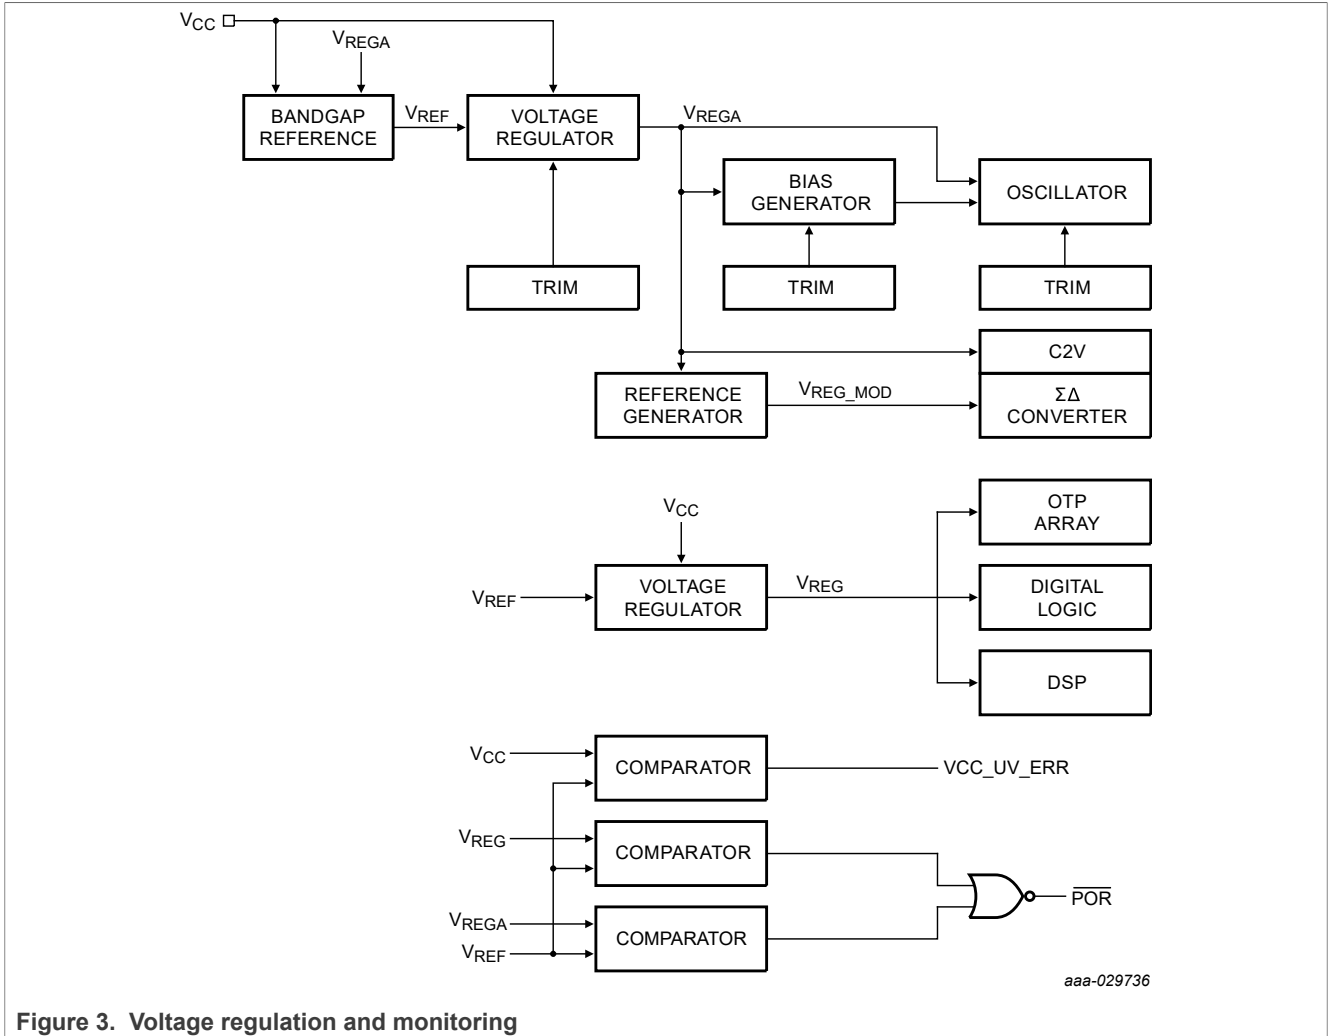 VCC
VREGA
BANDGAP
REFERENCE
VREF
VOLTAGE
REGULATOR
VREGA
BIAS
GENERATOR
OSCILLATOR
TRIM
TRIM
TRIM
C2V
REFERENCE
GENERATOR
VREG_MOD
ΣΔ
CONVERTER
VCC
OTP
ARRAY
VREF
VOLTAGE
REGULATOR
VREG
DIGITAL
LOGIC
DSP
VCC
COMPARATOR
VCC_UV_ERR
VREG
COMPARATOR
POR
VREGA
VREF
COMPARATOR
aaa-029736
Figure 3. Voltage regulation and monitoring